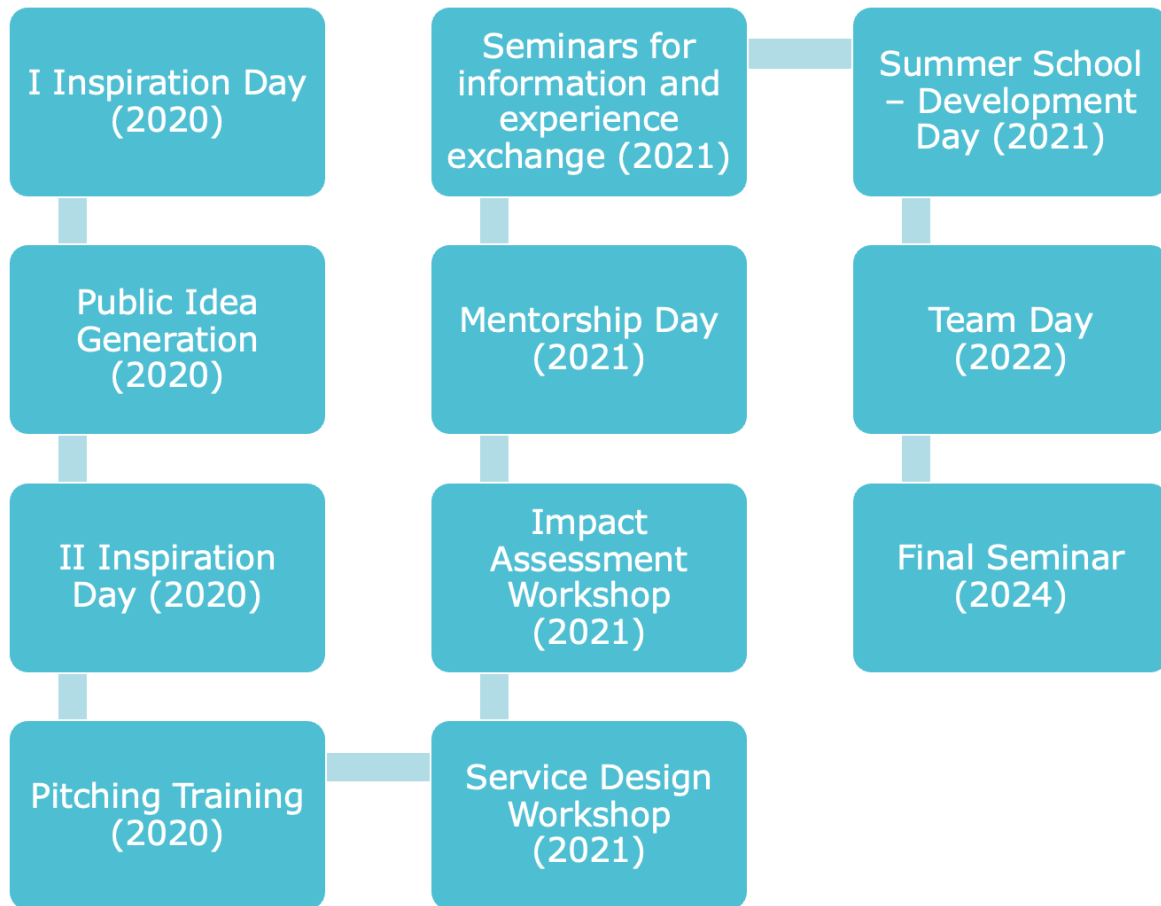 I Inspiration Day
(2020)
Public Idea
Generation
(2020)
II Inspiration
Day (2020)
Pitching Training
(2020)
Service Design
Workshop
(2021)
Impact
Assessment
Workshop
(2021)
Mentorship Day
(2021)
Seminars for
information and
experience
exchange (2021)
Summer School
– Development
Day (2021)
Team Day
(2022)
Final Seminar
(2024)